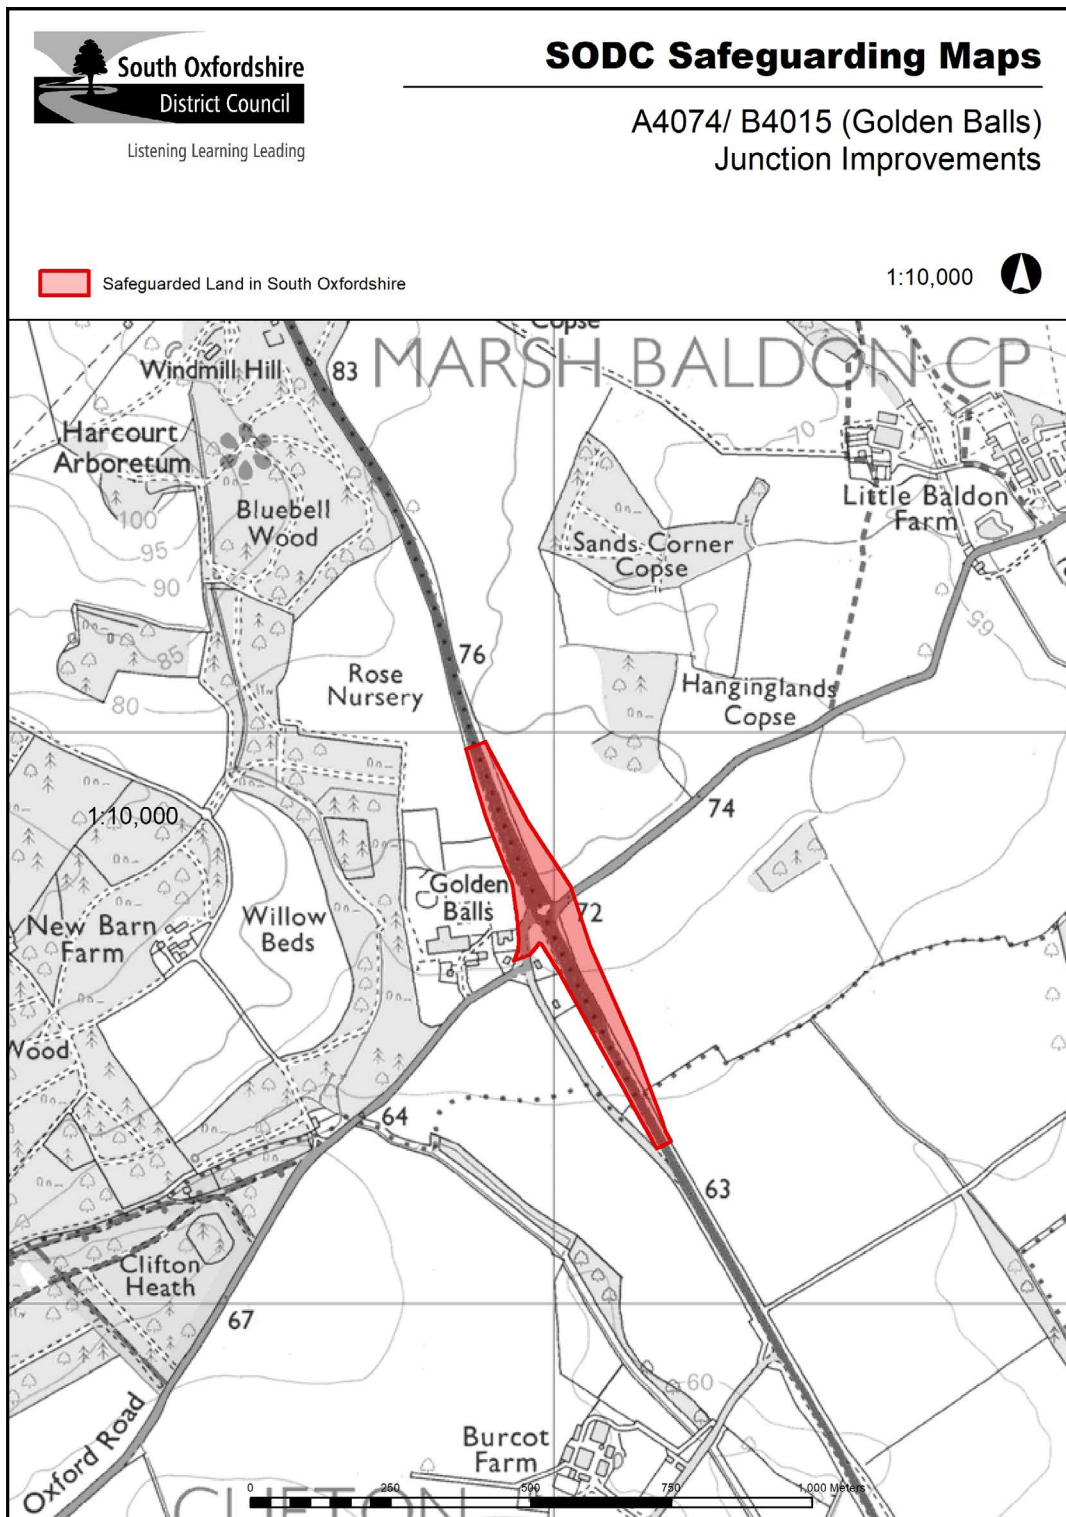 South Oxfordshire
District Council
Listening Learning Leading
SODC Safeguarding Maps
A4074/ B4015 (Golden Balls)
Junction Improvements
Safeguarded Land in South Oxfordshire
1:10,000
Copse
Windmill Hill
83
MARSH BALDON CP
Harcourt
Arboretum
70
100
Bluebell
Wood
Little Baldon
Farm
95
Sands Corner
Copse
90
65
85
76
Rose
Nursery
80
Hanginglands
Copse
1:10,000
74
Golden
Balls
72
New Barn
Farm
Willow
Beds
Wood
64
63
Clifton
Heath
67
60
Oxford Road
Burcot
Farm
CLIFTON
0 250 500 750 1,000 Meters